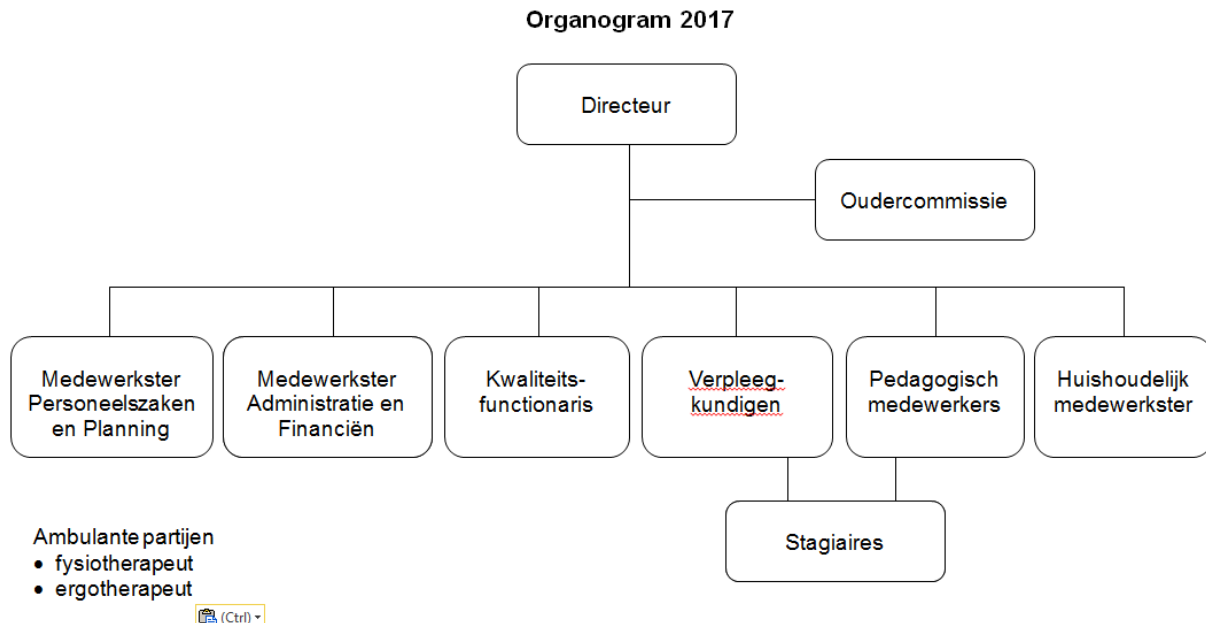 Organogram 2017
Directeur
Oudercommissie
Medewerkster
Personeelszaken
en Planning
Medewerkster
Administratie en
Financiën
Kwaliteits-
functionaris
Verpleeg-
kundigen
Pedagogisch
medewerkers
Huishoudelijk
medewerkster
Stagiaires
Ambulante partijen
• fysiotherapeut
• ergotherapeut
(Ctrl)